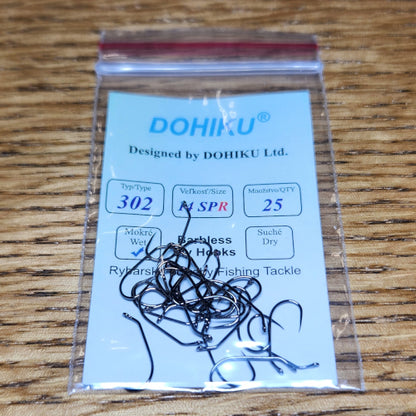 DOHIKU®
Designed by DOHIKU Ltd.
Typ/Type Veľkosť/Size Množstvo/QTY
302 14 SPR 25
Mokré Barbless Suché
Wet Hooks Dry
Fishing Tackle